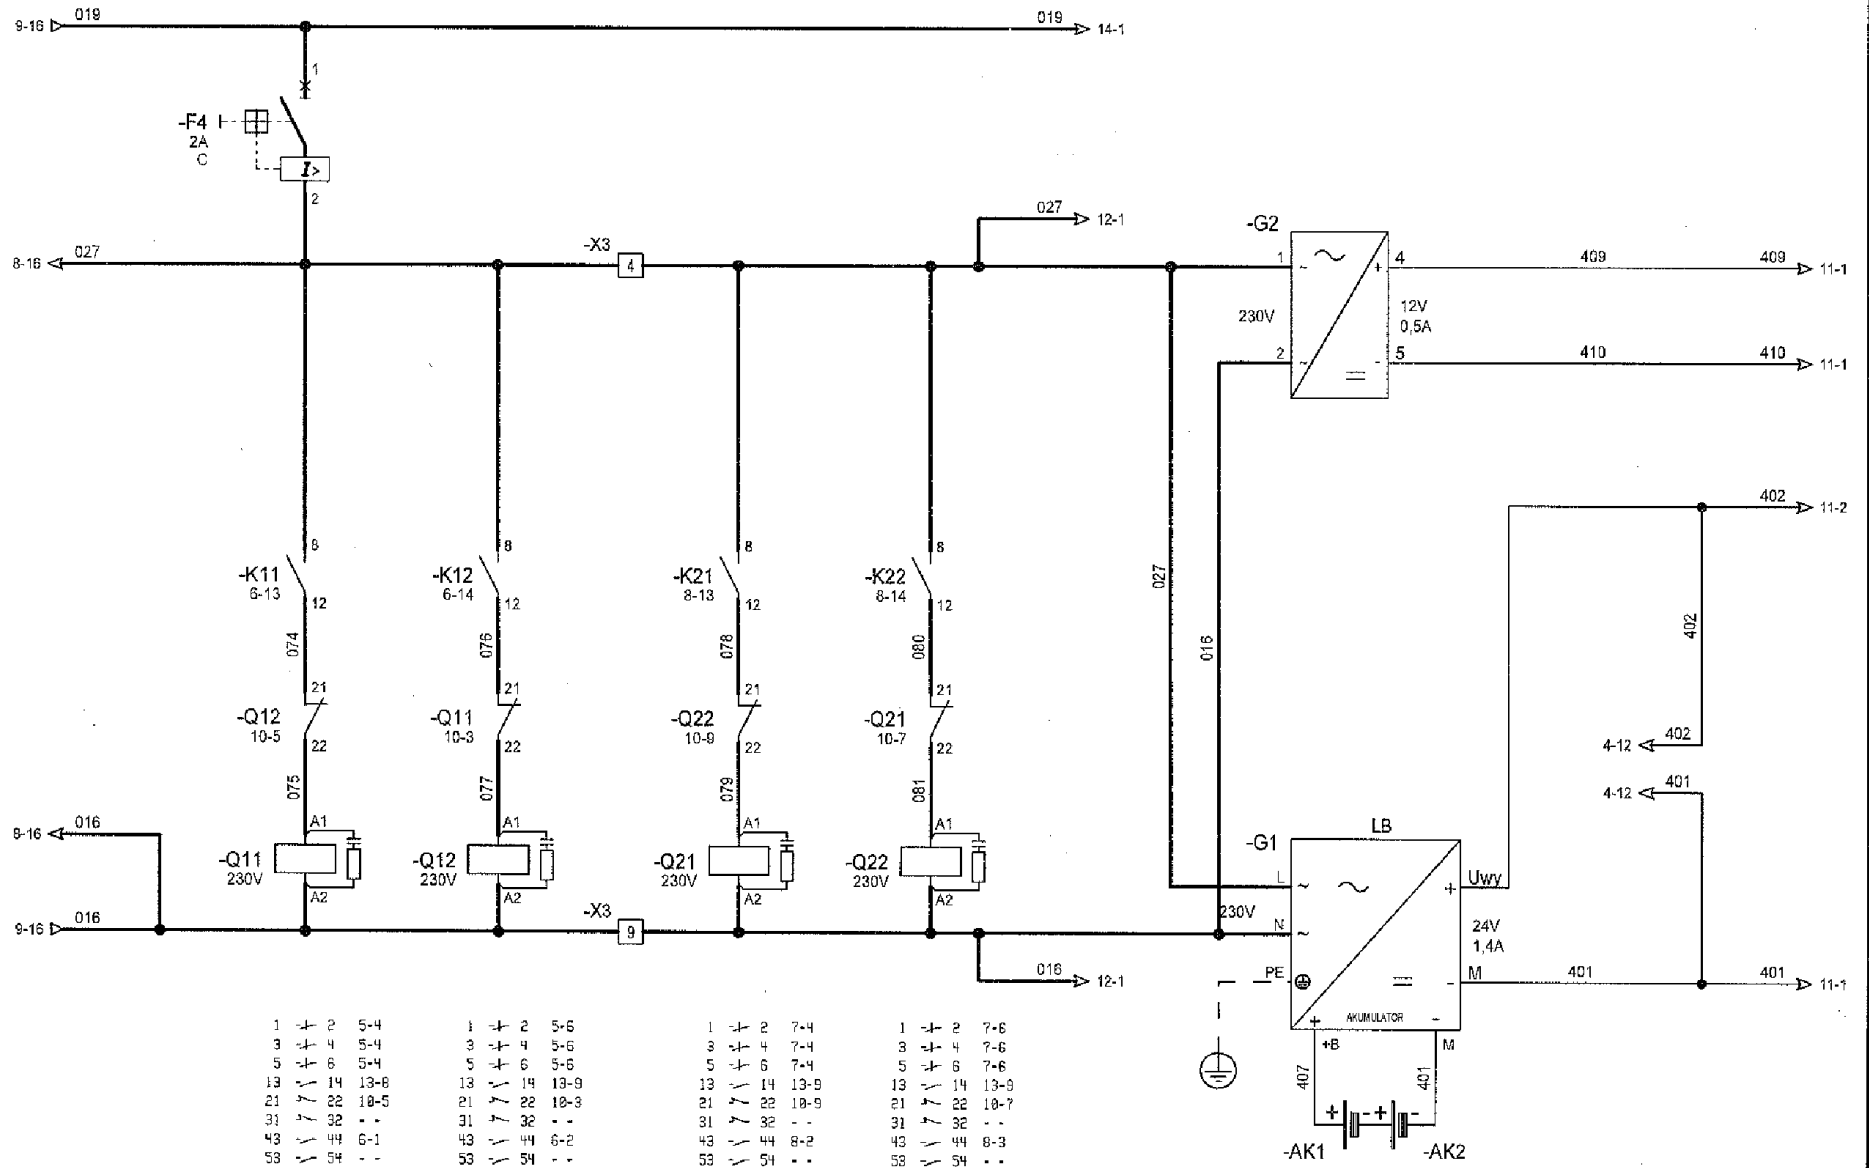 9-16 019 019 14-1
1
-F4
2A
C
I>
2
027 12-1
8-16 027 -X3 4
-G2
1 ~ + 4 409 409 11-1
230V 12V
0,5A
2 ~ - 5 410 410 11-1
402 11-2
8 8 8 8
-K11 -K12 -K21 -K22
6-13 6-14 8-13 8-14
12 12 12 12
074 076 078 080 027 016 402
21 21 21 21
-Q12 -Q11 -Q22 -Q21
10-5 10-3 10-9 10-7
22 22 22 22
4-12 402
075 077 079 081
4-12 401
8-16 016 A1 A1 A1 A1
LB
-G1
-Q11 -Q12 -Q21 -Q22
230V 230V 230V 230V
L ~ + Uwy
A2 A2 A2 A2
9-16 016 -X3 9
230V 24V
N ~ 1,4A
016 12-1
PE - M 401 401 11-1
+ AKUMULATOR -
+B M
407 401
+ - + -
-AK1 -AK2
1 2 5-4 1 2 5-6 1 2 7-4 1 2 7-6
3 4 5-4 3 4 5-6 3 4 7-4 3 4 7-6
5 6 5-4 5 6 5-6 5 6 7-4 5 6 7-6
13 14 13-8 13 14 13-9 13 14 13-9 13 14 13-9
21 22 10-5 21 22 10-3 21 22 10-9 21 22 10-7
31 32 - - 31 32 - - 31 32 - - 31 32 - -
43 44 6-1 43 44 6-2 43 44 8-2 43 44 8-3
53 54 - - 53 54 - - 53 54 - - 53 54 - -